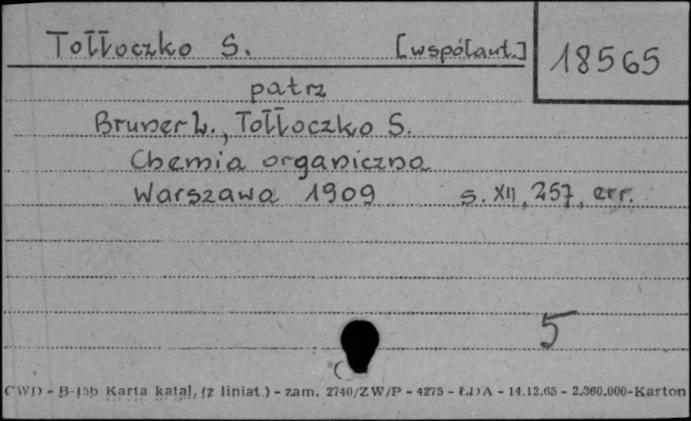 Tołłoczko S. [współaut.] 18565
patrz
Bruner L., Tołłoczko S.
Chemia organiczna
Warszawa 1909 s. XII, 257, err.
5
CWD - B-15b Karta katal. (z liniat.) - zam. 2740/ZW/P - 4275 - ŁDA - 14.12.65 - 2.360.000-Karton